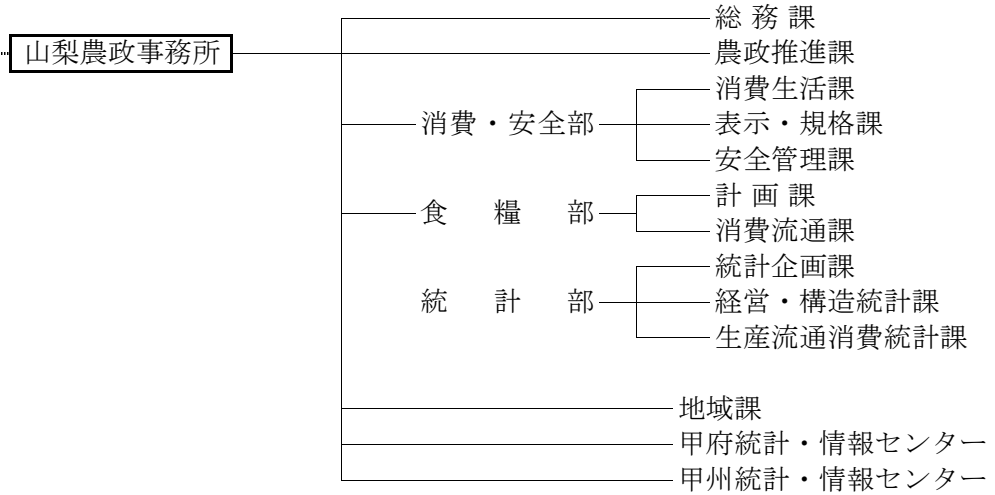 総務課
山梨農政事務所
農政推進課
消費生活課
消費・安全部
表示・規格課
安全管理課
計画課
食糧部
消費流通課
統計企画課
統計部
経営・構造統計課
生産流通消費統計課
地域課
甲府統計・情報センター
甲州統計・情報センター